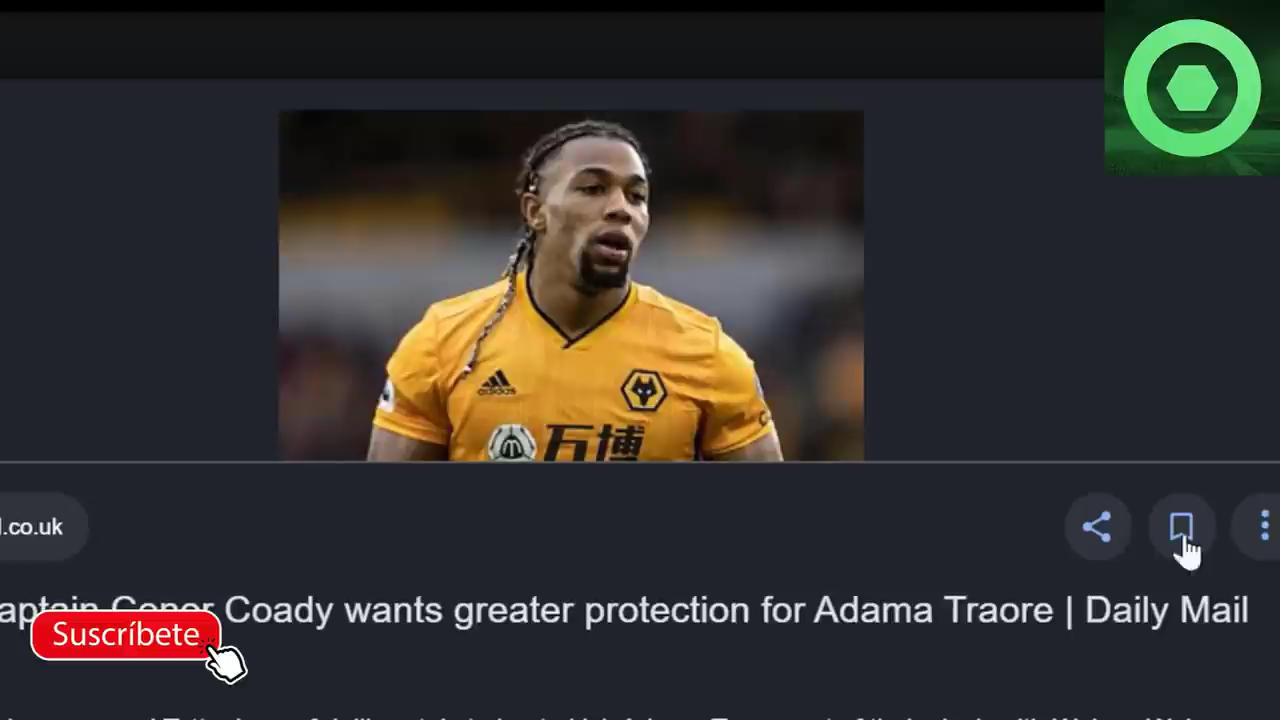 adidas
万博
l.co.uk
aptain Conor Coady wants greater protection for Adama Traore | Daily Mail
Suscríbete